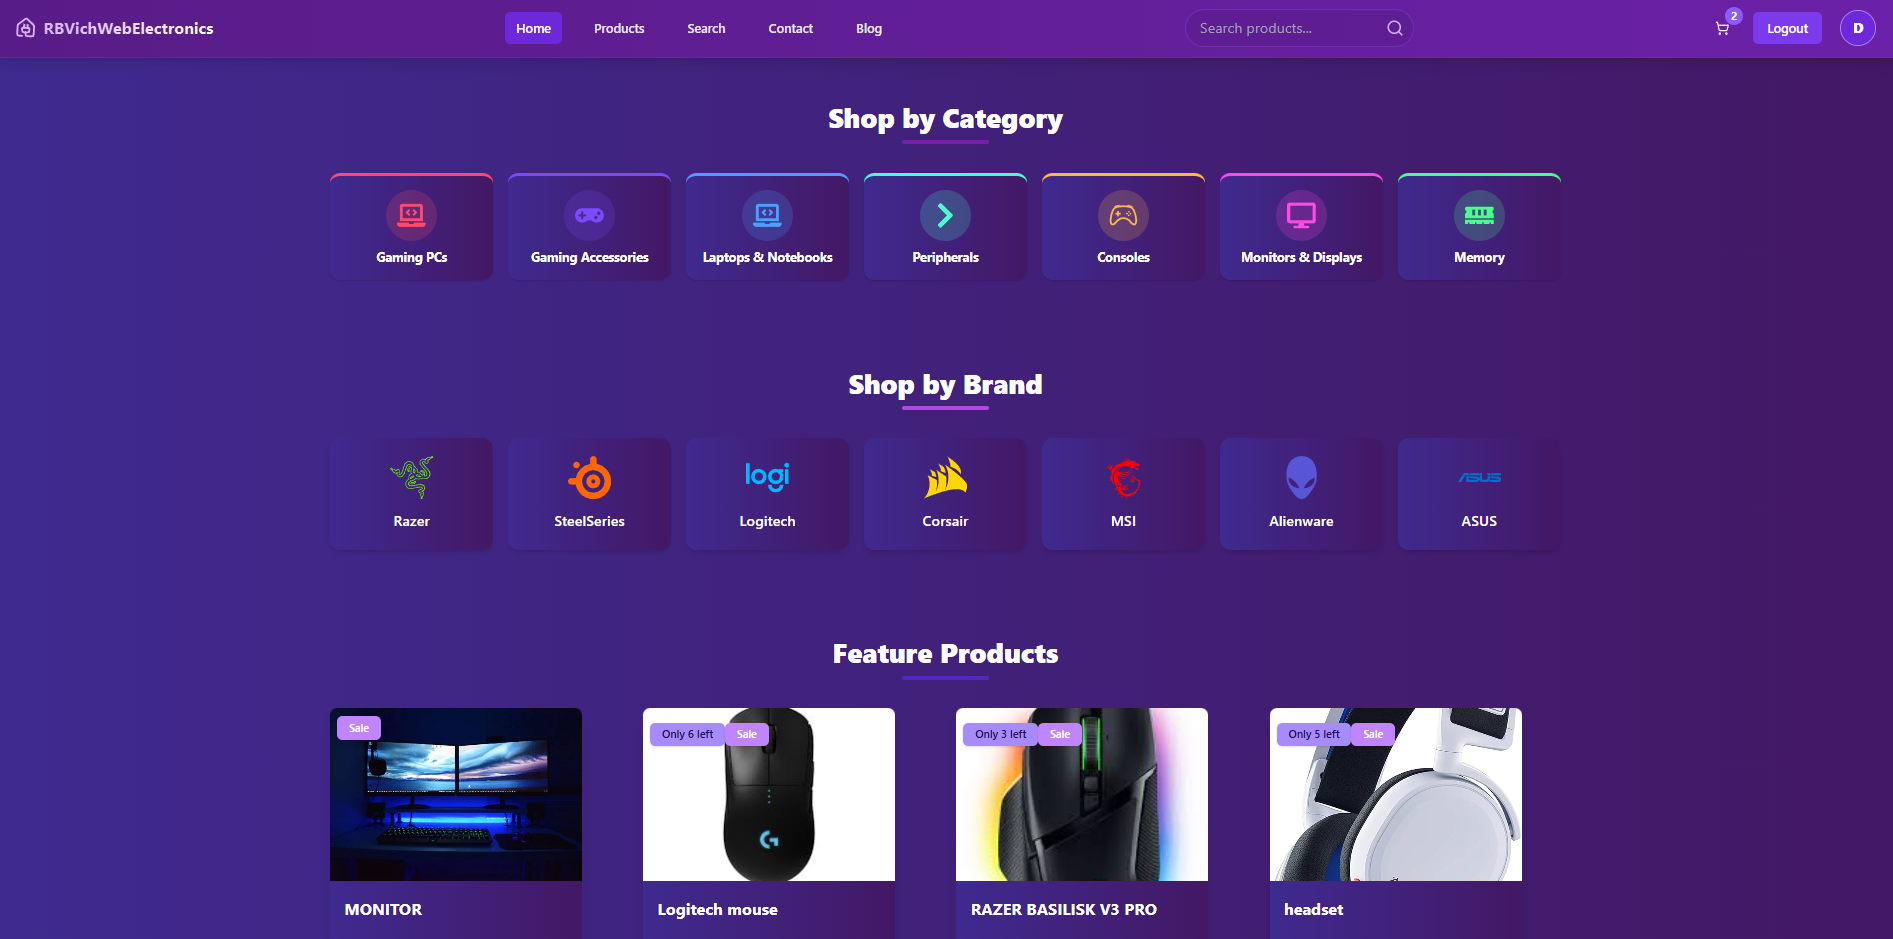 RBVichWebElectronics
Home
Products
Search
Contact
Blog
Search products...
2
Logout
D
Shop by Category
Gaming PCs
Gaming Accessories
Laptops & Notebooks
Peripherals
Consoles
Monitors & Displays
Memory
Shop by Brand
logi
ASUS
Razer
SteelSeries
Logitech
Corsair
MSI
Alienware
ASUS
Feature Products
Sale
Only 6 left
Sale
Only 3 left
Sale
Only 5 left
Sale
MONITOR
Logitech mouse
RAZER BASILISK V3 PRO
headset